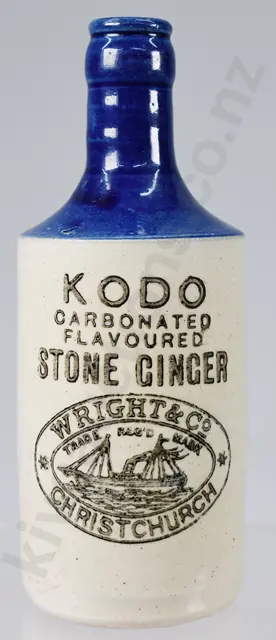 KODO
CARBONATED
FLAVOURED
STONE GINGER
WRIGHT & Co
TRADE REG'D MARK
CHRISTCHURCH